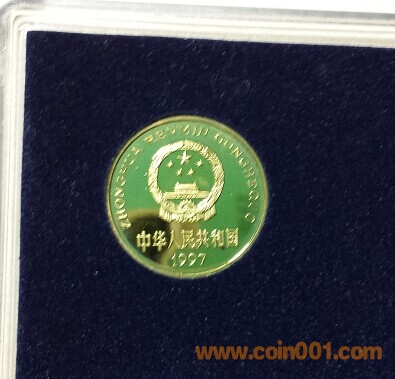 ZHONGHUA RENMIN GONGHEGUO
中华人民共和国
1997
www.coin001.com